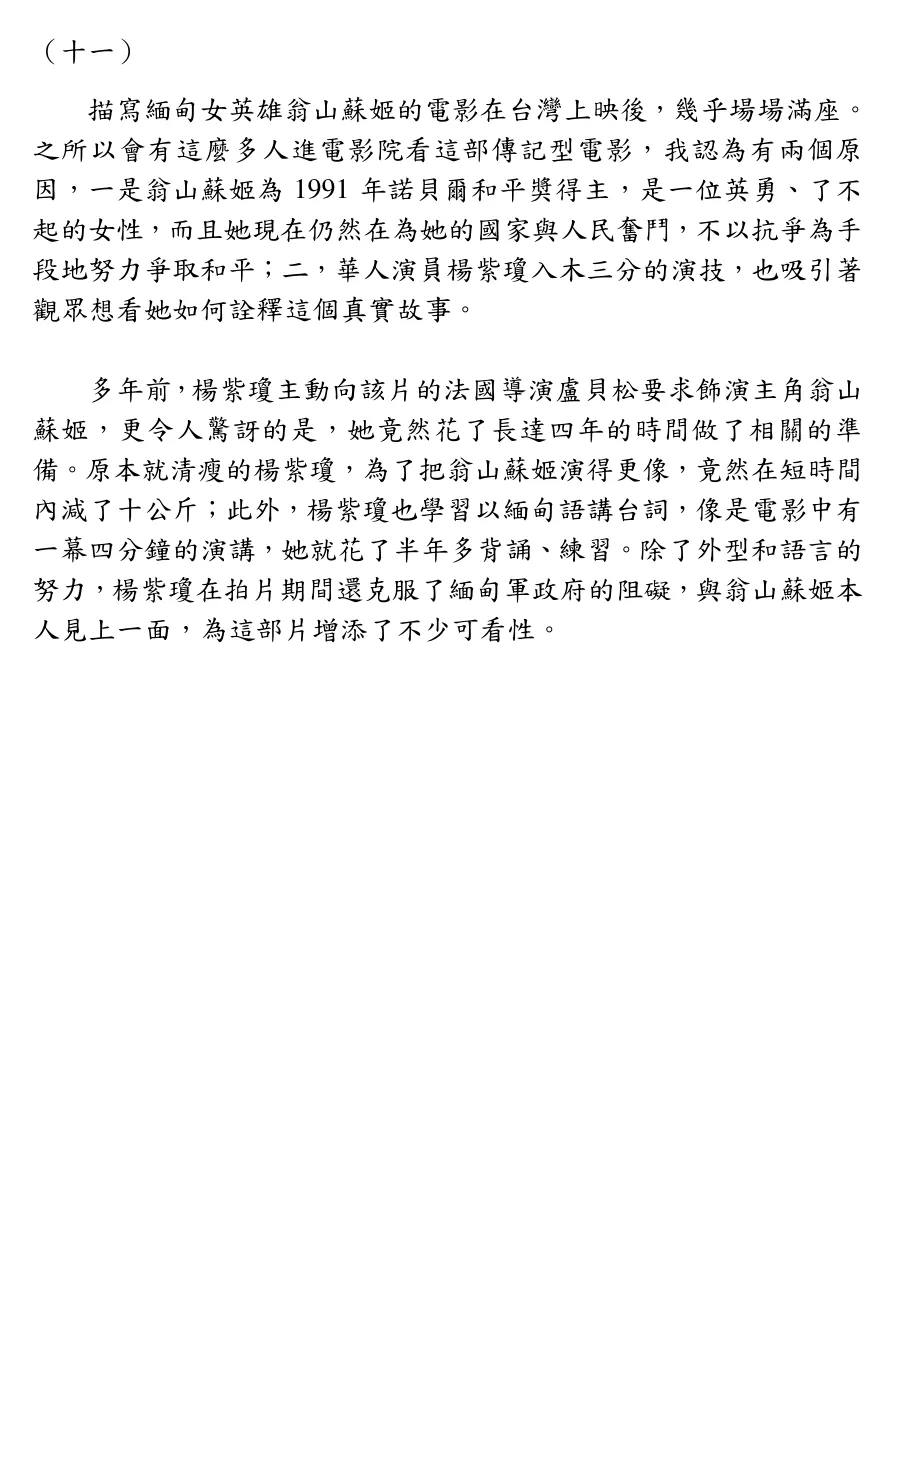 （十一）
描寫緬甸女英雄翁山蘇姬的電影在台灣上映後，幾乎場場滿座。
之所以會有這麼多人進電影院看這部傳記型電影，我認為有兩個原
因，一是翁山蘇姬為 1991 年諾貝爾和平獎得主，是一位英勇、了不
起的女性，而且她現在仍然在為她的國家與人民奮鬥，不以抗爭為手
段地努力爭取和平；二，華人演員楊紫瓊入木三分的演技，也吸引著
觀眾想看她如何詮釋這個真實故事。
多年前，楊紫瓊主動向該片的法國導演盧貝松要求飾演主角翁山
蘇姬，更令人驚訝的是，她竟然花了長達四年的時間做了相關的準
備。原本就清瘦的楊紫瓊，為了把翁山蘇姬演得更像，竟然在短時間
內減了十公斤；此外，楊紫瓊也學習以緬甸語講台詞，像是電影中有
一幕四分鐘的演講，她就花了半年多背誦、練習。除了外型和語言的
努力，楊紫瓊在拍片期間還克服了緬甸軍政府的阻礙，與翁山蘇姬本
人見上一面，為這部片增添了不少可看性。